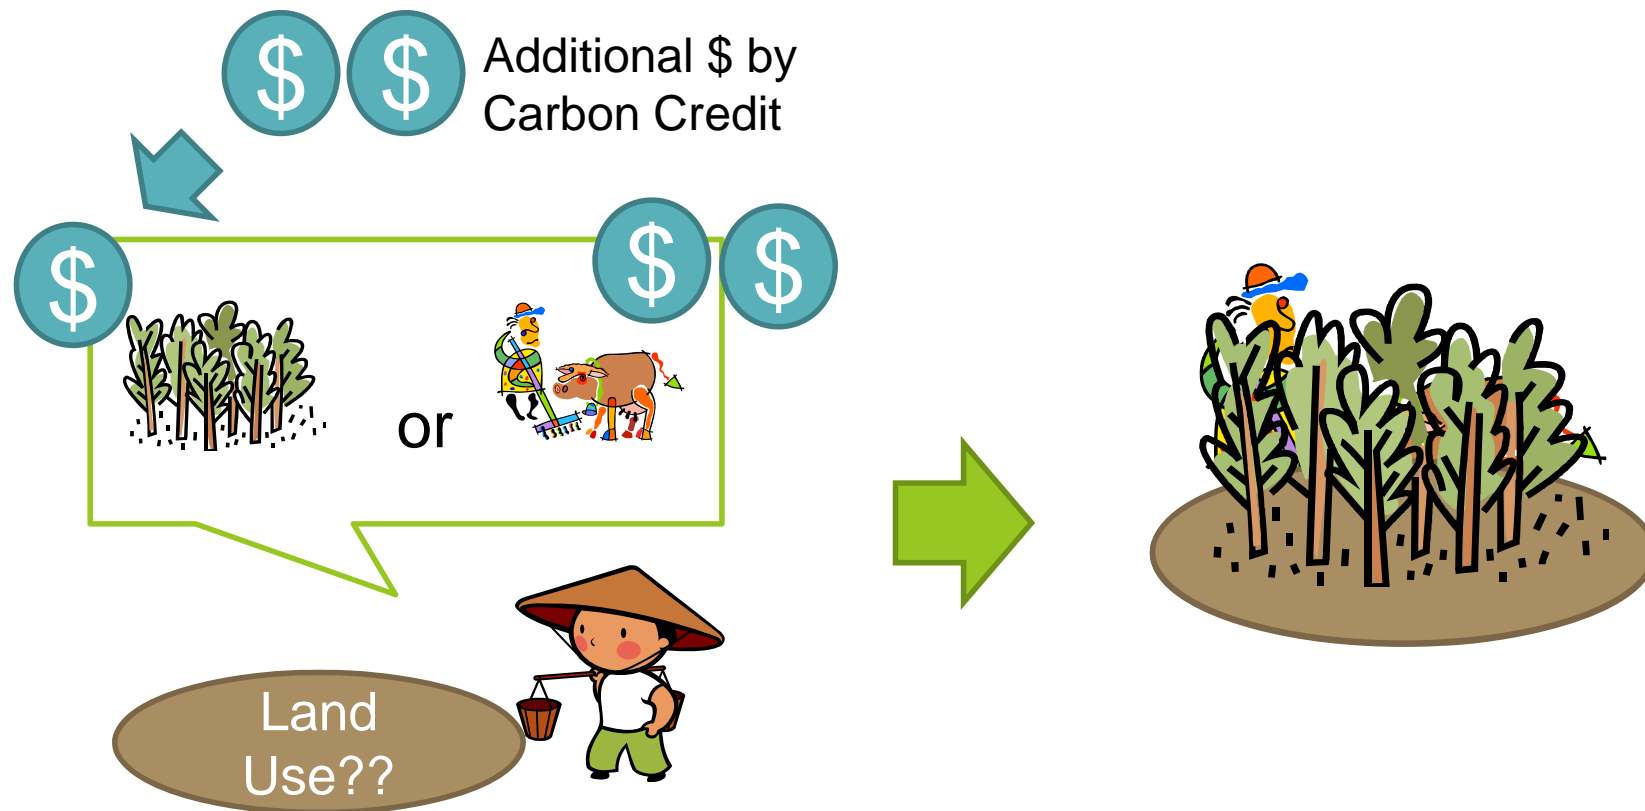 $ $ Additional $ by
Carbon Credit
$ $ $
or
Land
Use??